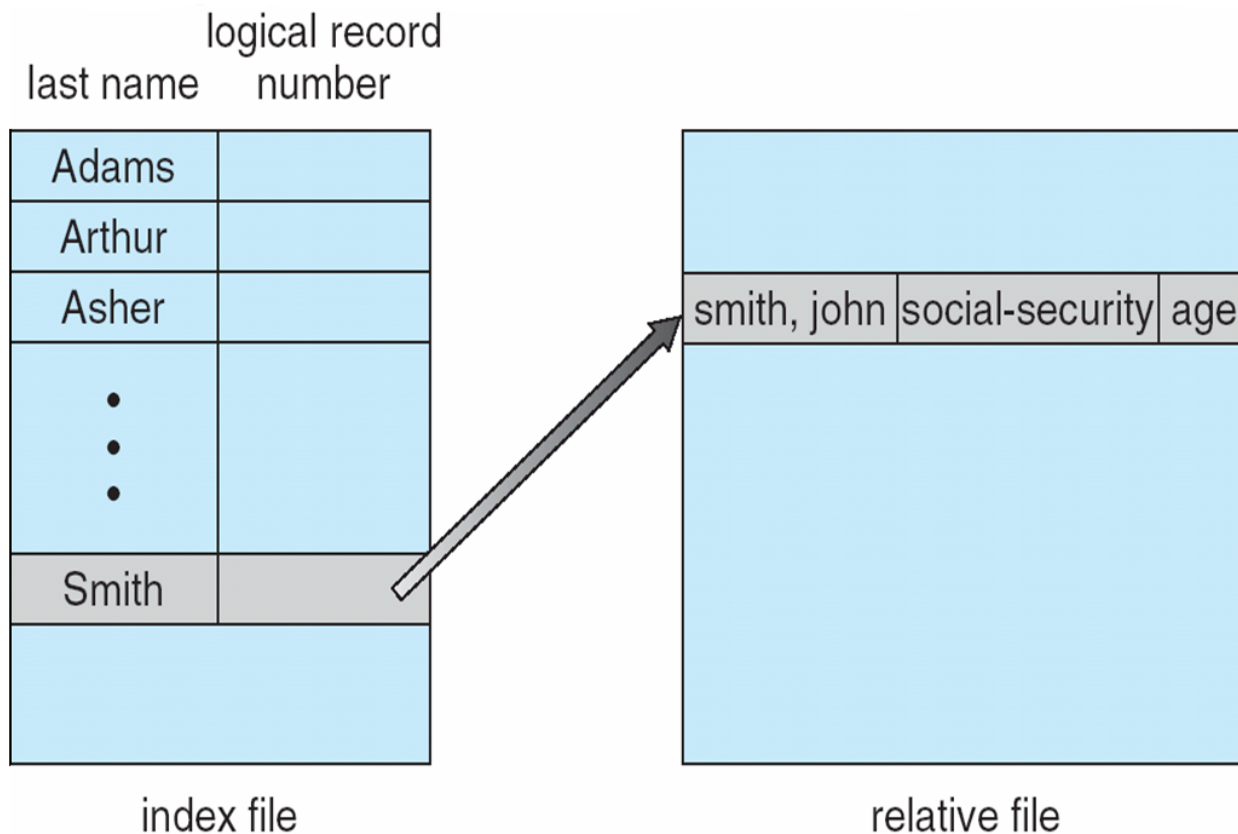 logical record
last name number
Adams
Arthur
Asher
Smith
smith, john social-security age
index file
relative file